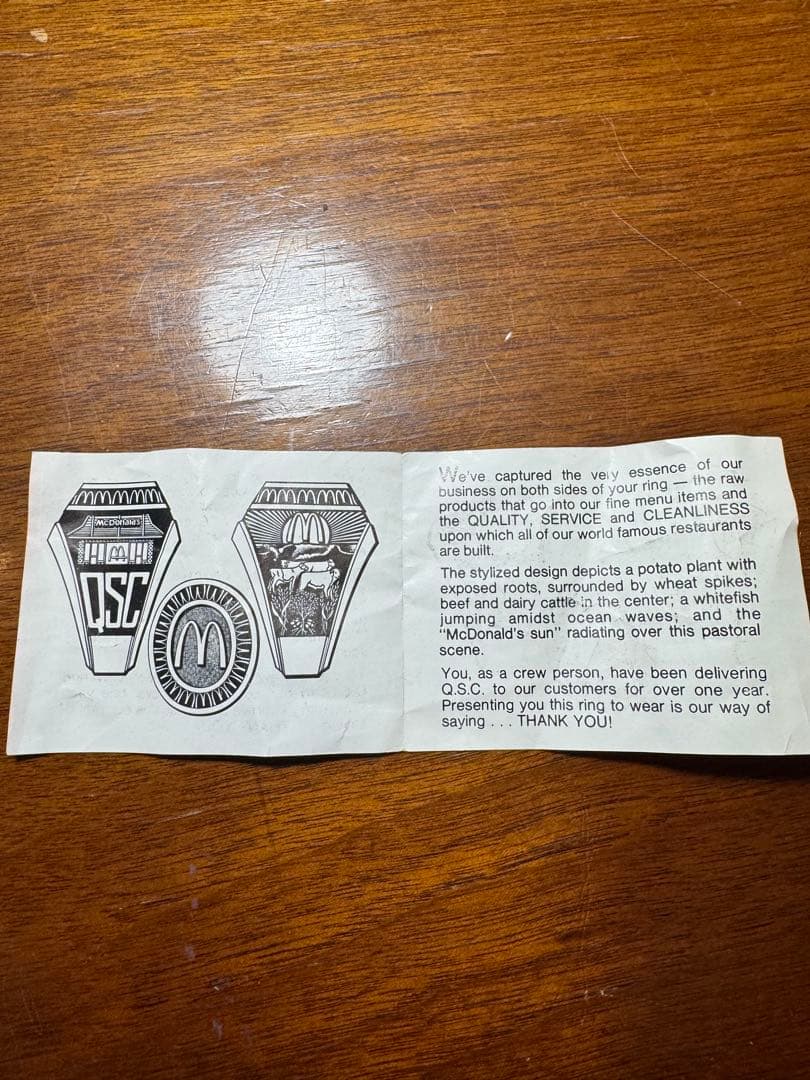 McDonald's
QSC
We've captured the very essence of our
business on both sides of your ring — the raw
products that go into our fine menu items and
the QUALITY, SERVICE and CLEANLINESS
upon which all of our world famous restaurants
are built.
The stylized design depicts a potato plant with
exposed roots, surrounded by wheat spikes;
beef and dairy cattle in the center; a whitefish
jumping amidst ocean waves; and the
"McDonald's sun" radiating over this pastoral
scene.
You, as a crew person, have been delivering
Q.S.C. to our customers for over one year.
Presenting you this ring to wear is our way of
saying . . . THANK YOU!